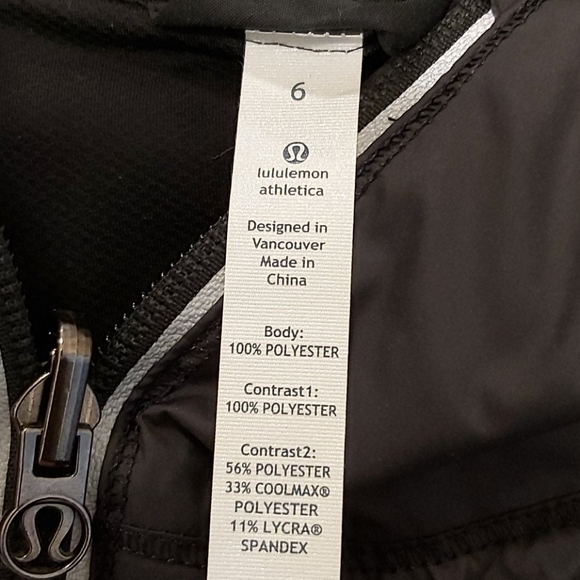 6
lululemon
athletica
Designed in
Vancouver
Made in
China
Body:
100% POLYESTER
Contrast1:
100% POLYESTER
Contrast2:
56% POLYESTER
33% COOLMAX®
POLYESTER
11% LYCRA®
SPANDEX